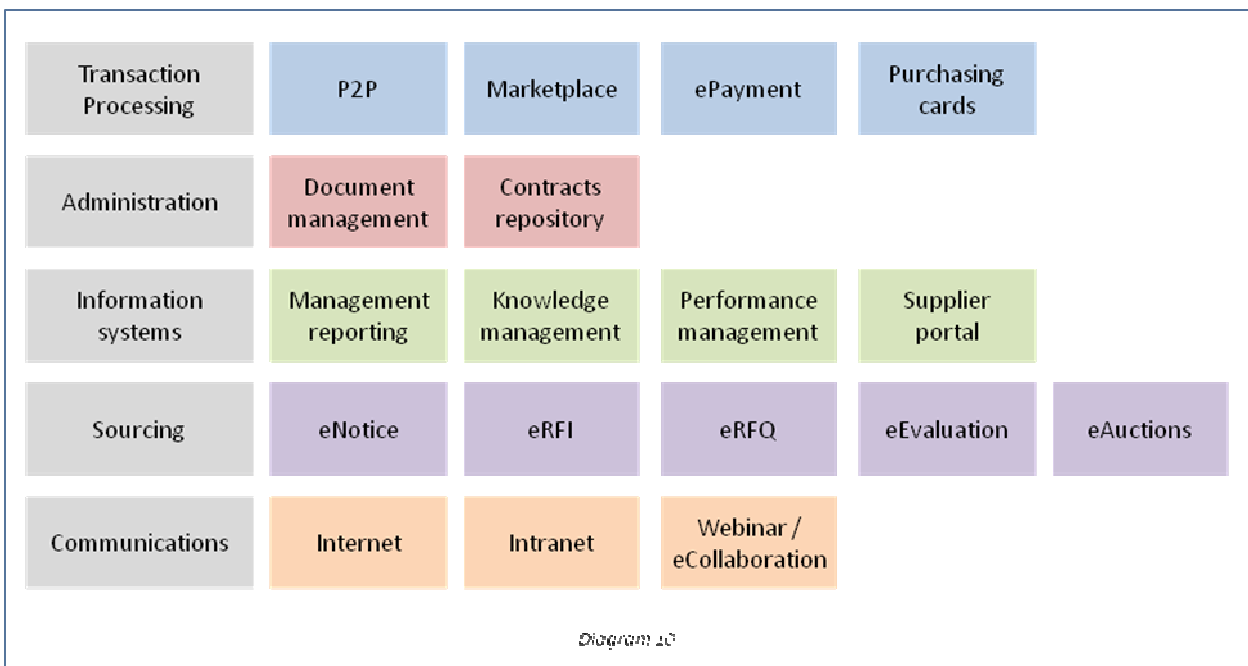 Transaction
Processing
P2P
Marketplace
ePayment
Purchasing
cards
Administration
Document
management
Contracts
repository
Information
systems
Management
reporting
Knowledge
management
Performance
management
Supplier
portal
Sourcing
eNotice
eRFI
eRFQ
eEvaluation
eAuctions
Communications
Internet
Intranet
Webinar /
eCollaboration
Diagram 10